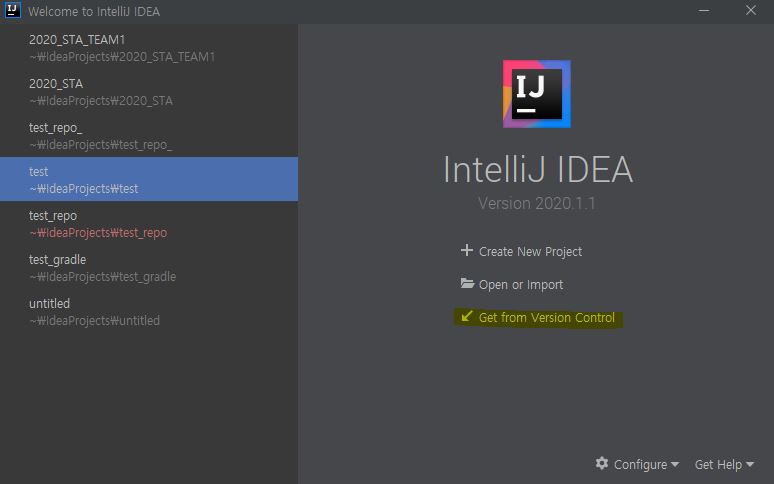 Welcome to IntelliJ IDEA
2020_STA_TEAM1
~₩IdeaProjects₩2020_STA_TEAM1
2020_STA
~₩IdeaProjects₩2020_STA
test_repo_
~₩IdeaProjects₩test_repo_
test
~₩IdeaProjects₩test
test_repo
~₩IdeaProjects₩test_repo
test_gradle
~₩IdeaProjects₩test_gradle
untitled
~₩IdeaProjects₩untitled
IJ
IntelliJ IDEA
Version 2020.1.1
Create New Project
Open or Import
Get from Version Control
Configure
Get Help